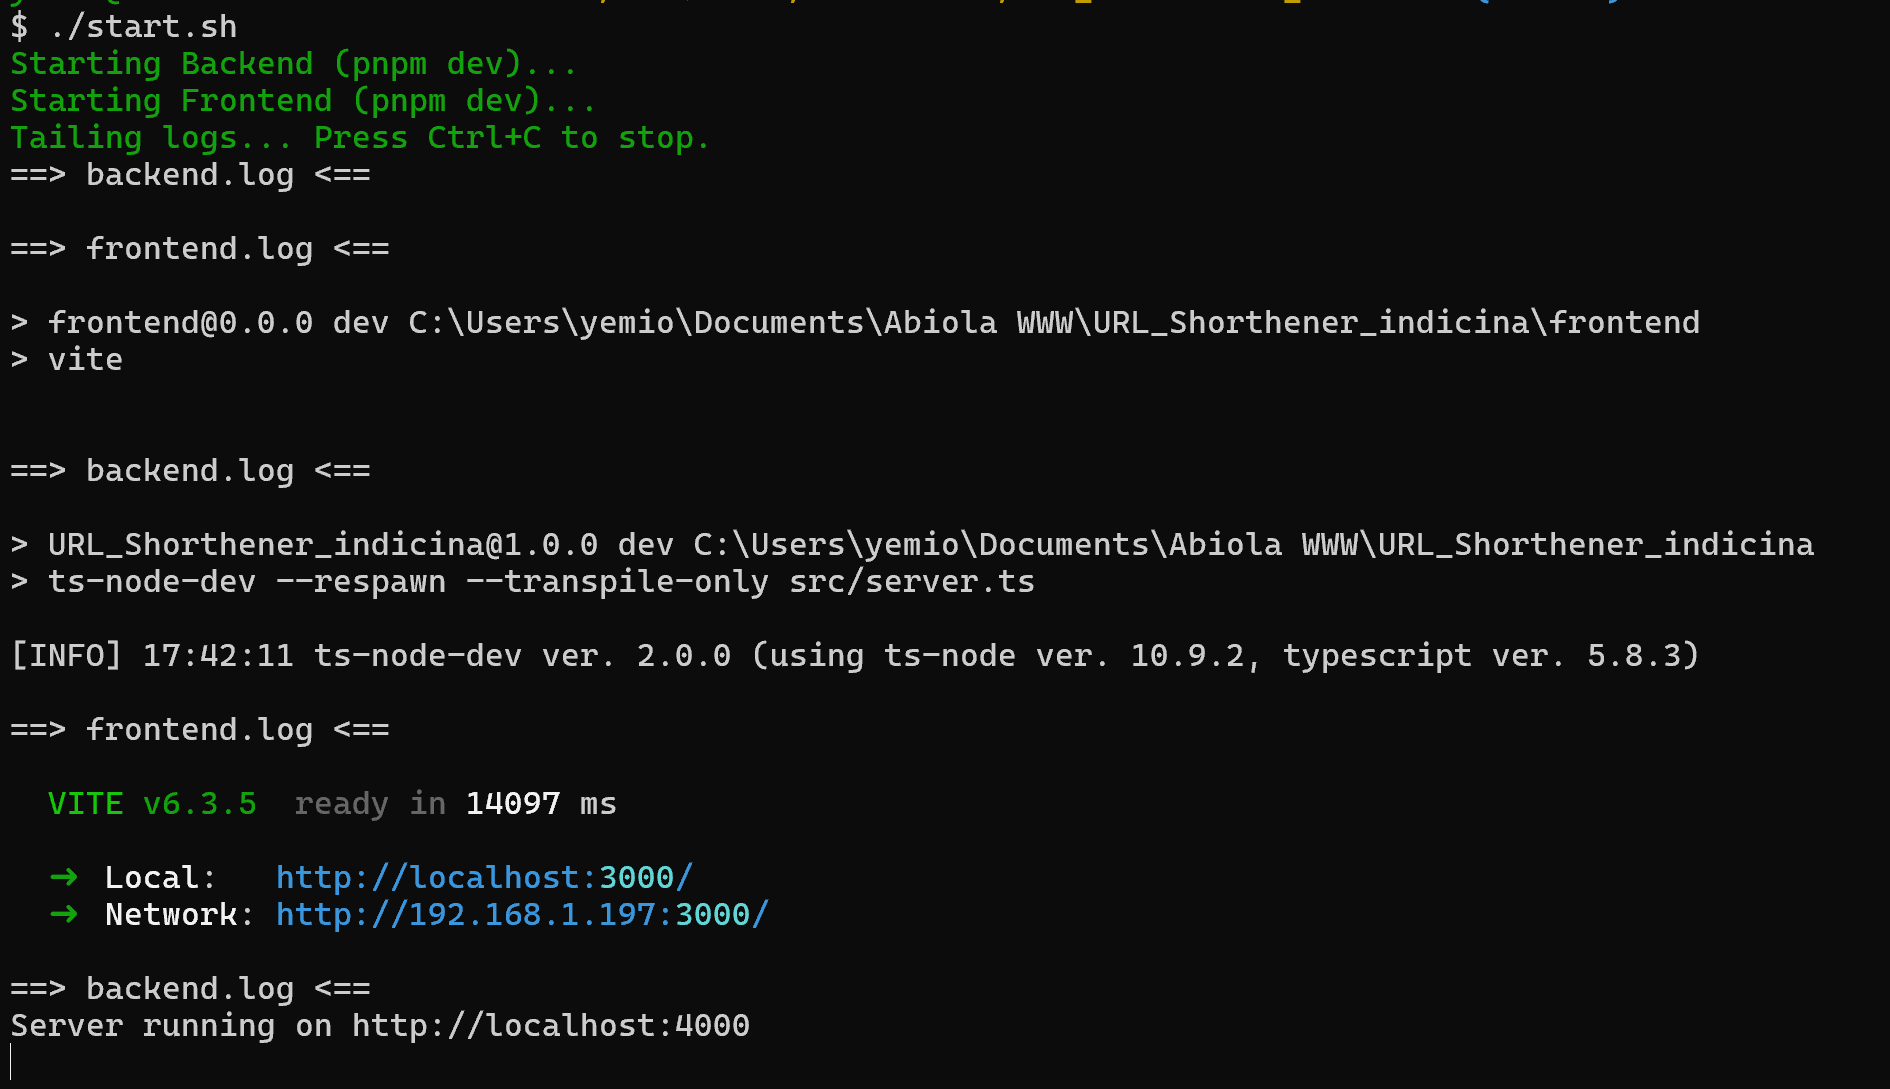 $ ./start.sh
Starting Backend (pnpm dev)...
Starting Frontend (pnpm dev)...
Tailing logs... Press Ctrl+C to stop.
==> backend.log <==
==> frontend.log <==
> frontend@0.0.0 dev C:\Users\yemio\Documents\Abiola WWW\URL_Shorthener_indicina\frontend
> vite
==> backend.log <==
> URL_Shorthener_indicina@1.0.0 dev C:\Users\yemio\Documents\Abiola WWW\URL_Shorthener_indicina
> ts-node-dev --respawn --transpile-only src/server.ts
[INFO] 17:42:11 ts-node-dev ver. 2.0.0 (using ts-node ver. 10.9.2, typescript ver. 5.8.3)
==> frontend.log <==
VITE v6.3.5 ready in 14097 ms
➜ Local: http://localhost:3000/
➜ Network: http://192.168.1.197:3000/
==> backend.log <==
Server running on http://localhost:4000